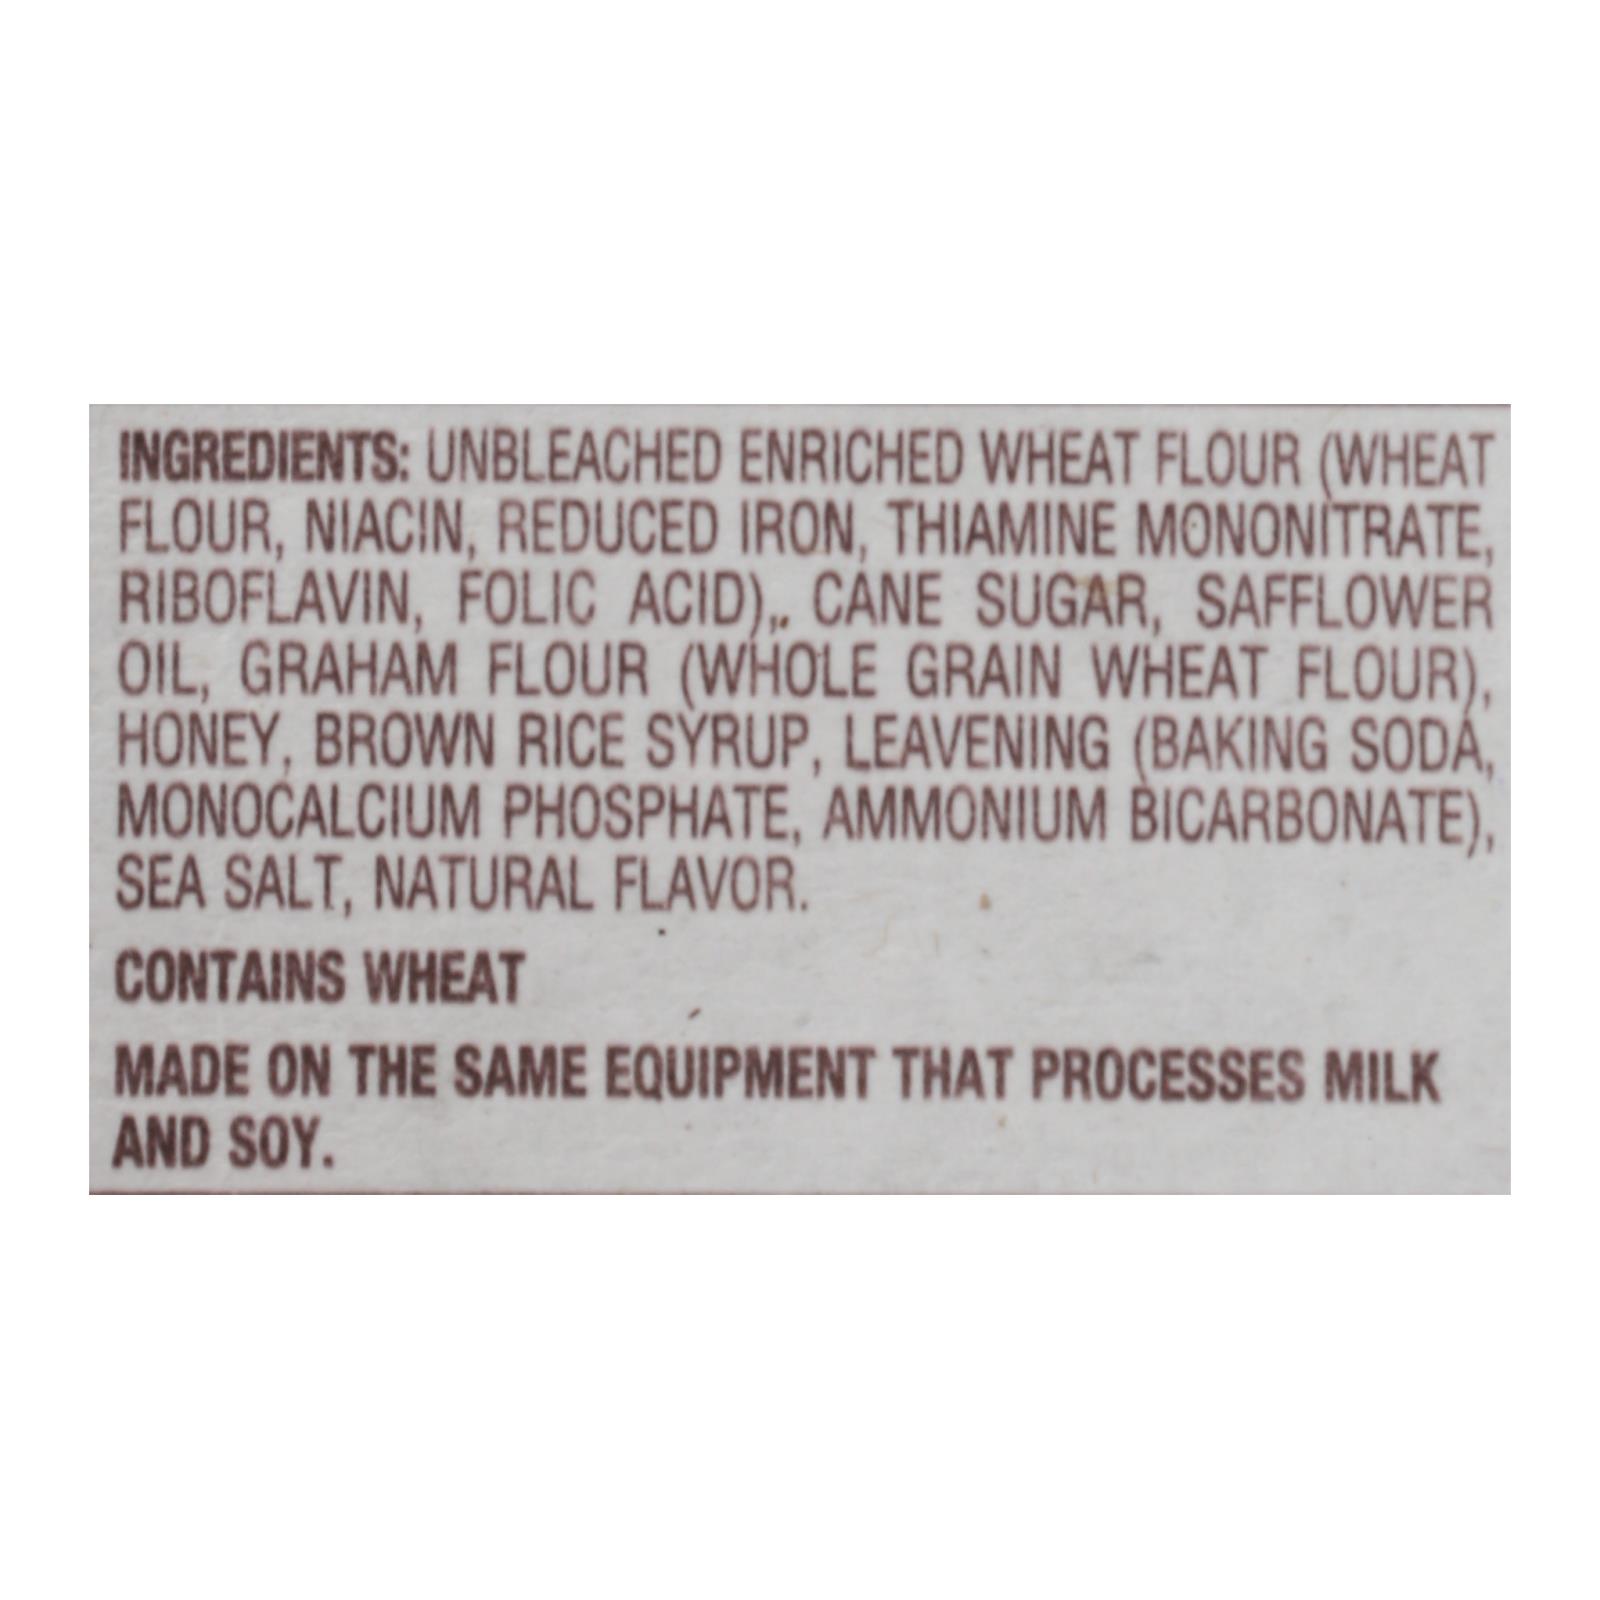 INGREDIENTS: UNBLEACHED ENRICHED WHEAT FLOUR (WHEAT
FLOUR, NIACIN, REDUCED IRON, THIAMINE MONONITRATE,
RIBOFLAVIN, FOLIC ACID), CANE SUGAR, SAFFLOWER
OIL, GRAHAM FLOUR (WHOLE GRAIN WHEAT FLOUR),
HONEY, BROWN RICE SYRUP, LEAVENING (BAKING SODA,
MONOCALCIUM PHOSPHATE, AMMONIUM BICARBONATE),
SEA SALT, NATURAL FLAVOR.
CONTAINS WHEAT
MADE ON THE SAME EQUIPMENT THAT PROCESSES MILK
AND SOY.